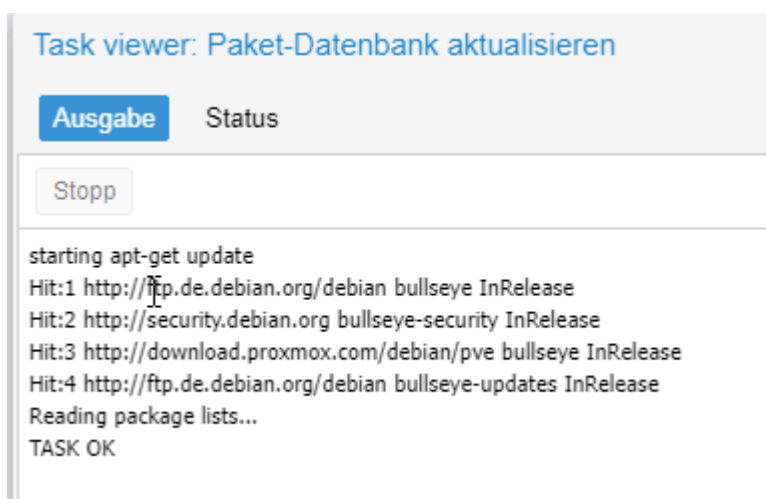 Task viewer: Paket-Datenbank aktualisieren
Ausgabe Status
Stopp
starting apt-get update
Hit:1 http://ftp.de.debian.org/debian bullseye InRelease
Hit:2 http://security.debian.org bullseye-security InRelease
Hit:3 http://download.proxmox.com/debian/pve bullseye InRelease
Hit:4 http://ftp.de.debian.org/debian bullseye-updates InRelease
Reading package lists...
TASK OK